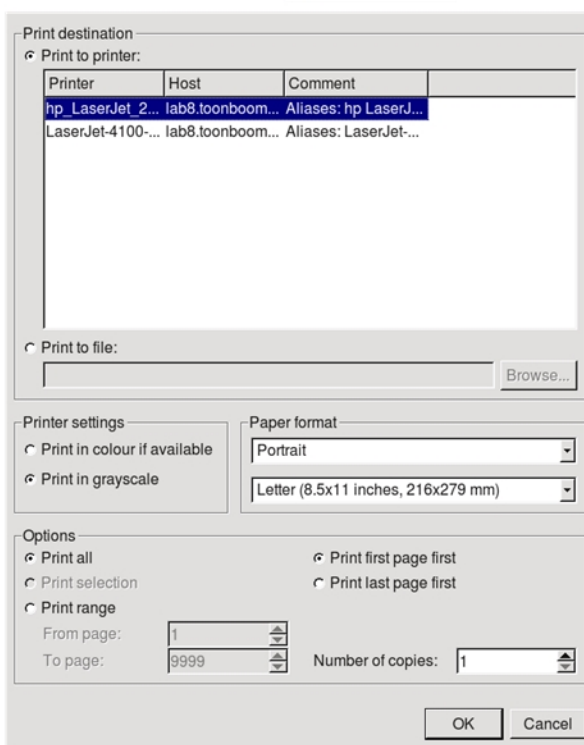 Print destination
Print to printer:
Printer Host Comment
hp_LaserJet_2... lab8.toonboom... Aliases: hp LaserJ...
LaserJet-4100-... lab8.toonboom... Aliases: LaserJet-...
Print to file:
Browse...
Printer settings
Print in colour if available
Print in grayscale
Paper format
Portrait
Letter (8.5x11 inches, 216x279 mm)
Options
Print all
Print selection
Print range
From page: 1
To page: 9999
Print first page first
Print last page first
Number of copies: 1
OK Cancel